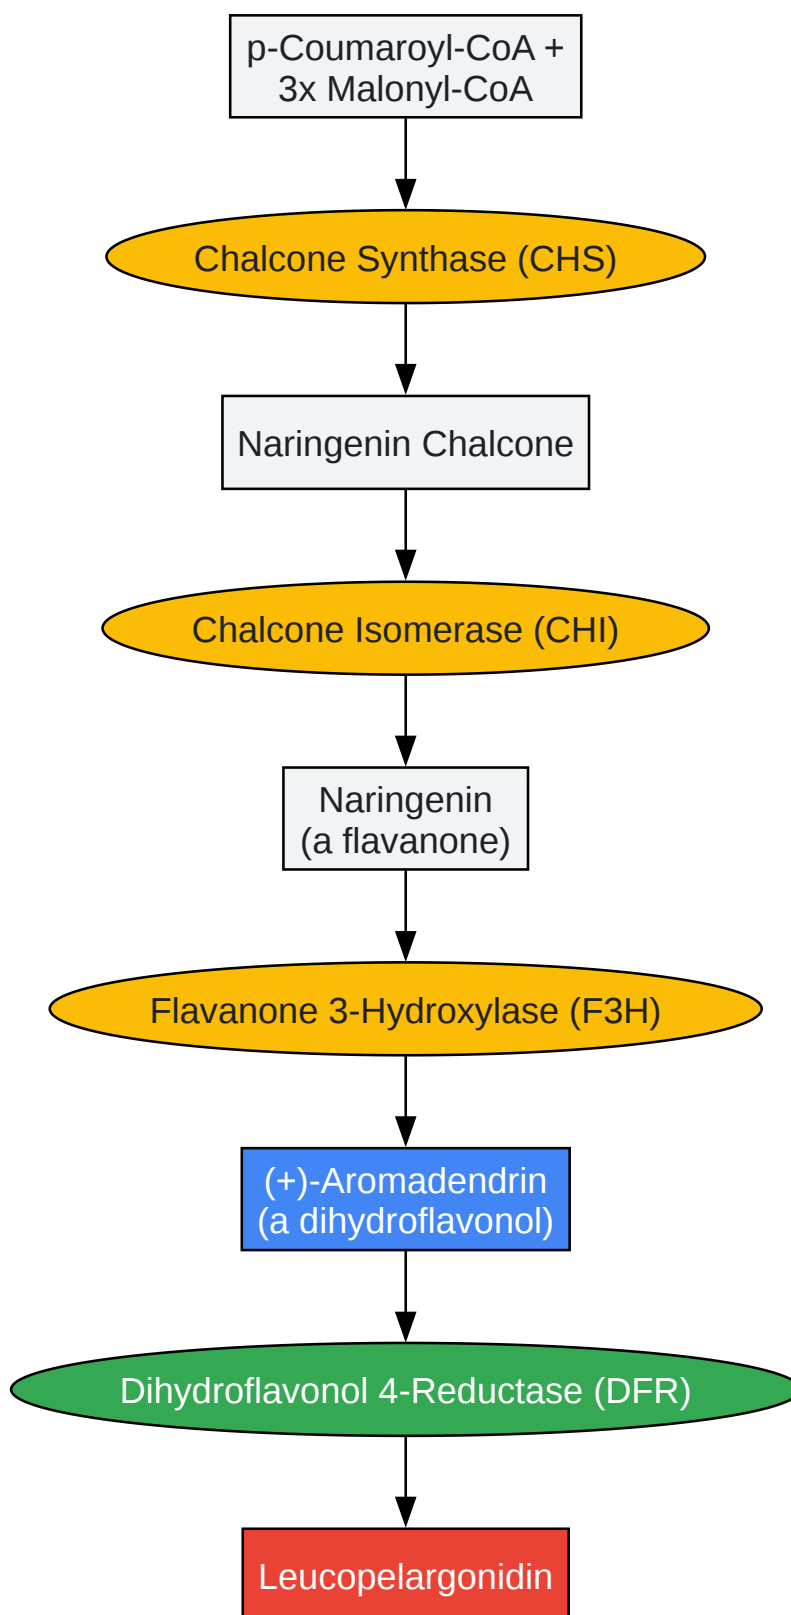 p-Coumaroyl-CoA +
3x Malonyl-CoA
Chalcone Synthase (CHS)
Naringenin Chalcone
Chalcone Isomerase (CHI)
Naringenin
(a flavanone)
Flavanone 3-Hydroxylase (F3H)
(+)-Aromadendrin
(a dihydroflavonol)
Dihydroflavonol 4-Reductase (DFR)
Leucopelargonidin